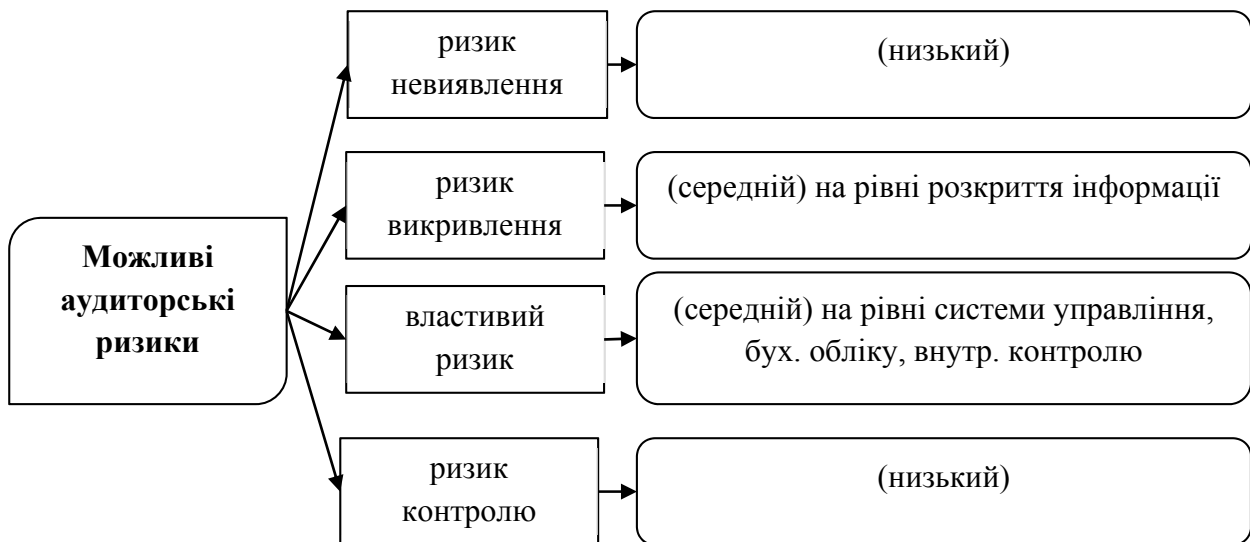 ризик
невиявлення
(низький)
ризик
викривлення
(середній) на рівні розкриття інформації
Можливі
аудиторські
ризики
властивий
ризик
(середній) на рівні системи управління,
бух. обліку, внутр. контролю
ризик
контролю
(низький)